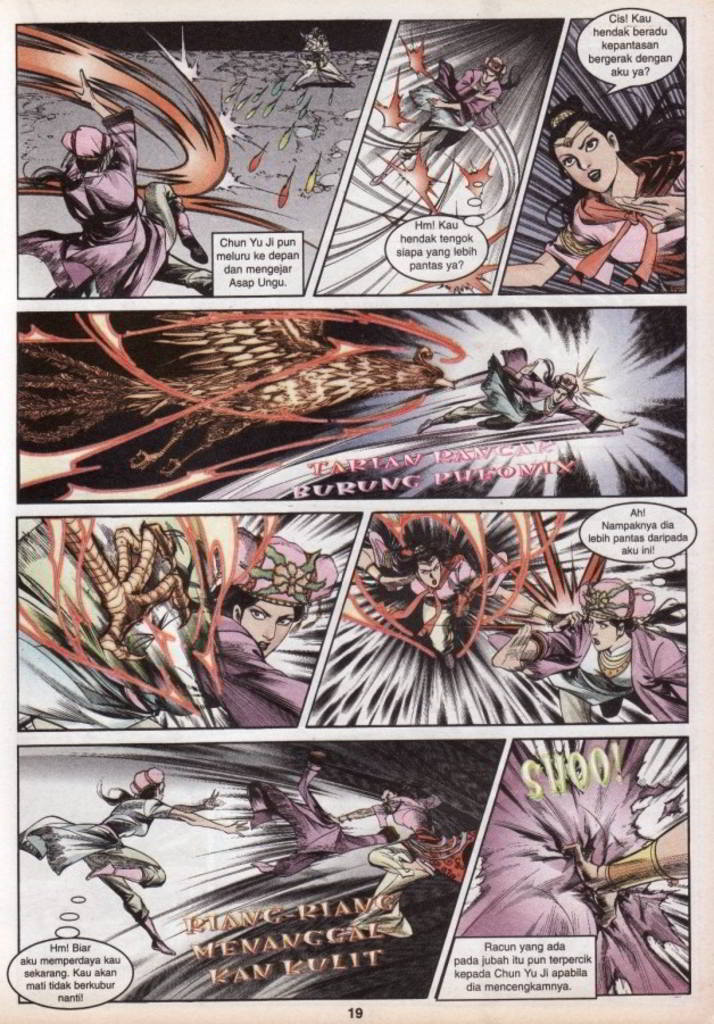 Chun Yu Ji pun
meluru ke depan
dan mengejar
Asap Ungu.
Hm! Kau
hendak tengok
siapa yang lebih
pantas ya?
Cis! Kau
hendak beradu
kepantasan
bergerak dengan
aku ya?
TARIAN PANCAR
BURUNG PHEONIX
Ah!
Nampaknya dia
lebih pantas daripada
aku ini!
Hm! Biar
aku memperdaya kau
sekarang. Kau akan
mati tidak berkubur
nanti!
RIANG-RIANG
MENANGGAL
KAN KULIT
SHOO!
Racun yang ada
pada jubah itu pun terpercik
kepada Chun Yu Ji apabila
dia mencengkamnya.
19